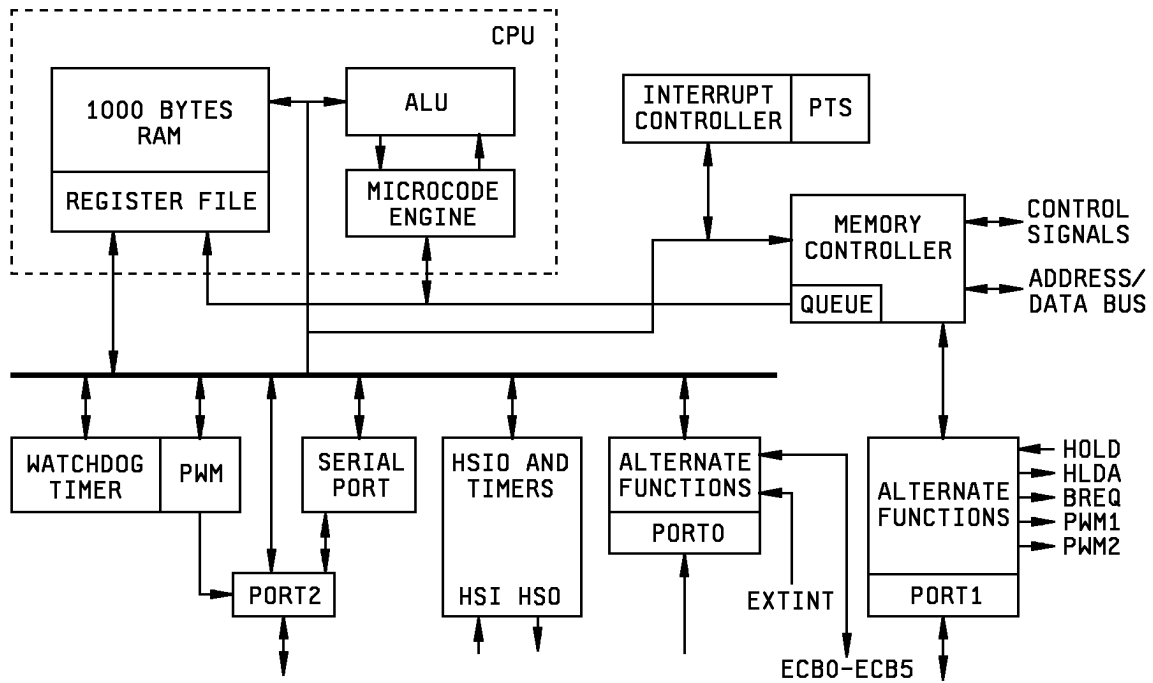 CPU
1000 BYTES
RAM
REGISTER FILE
ALU
MICROCODE
ENGINE
INTERRUPT
CONTROLLER
PTS
MEMORY
CONTROLLER
QUEUE
CONTROL
SIGNALS
ADDRESS/
DATA BUS
WATCHDOG
TIMER
PWM
SERIAL
PORT
PORT2
HSIO AND
TIMERS
HSI HSO
ALTERNATE
FUNCTIONS
PORT0
EXTINT
ECB0-ECB5
ALTERNATE
FUNCTIONS
PORT1
HOLD
HLDA
BREQ
PWM1
PWM2